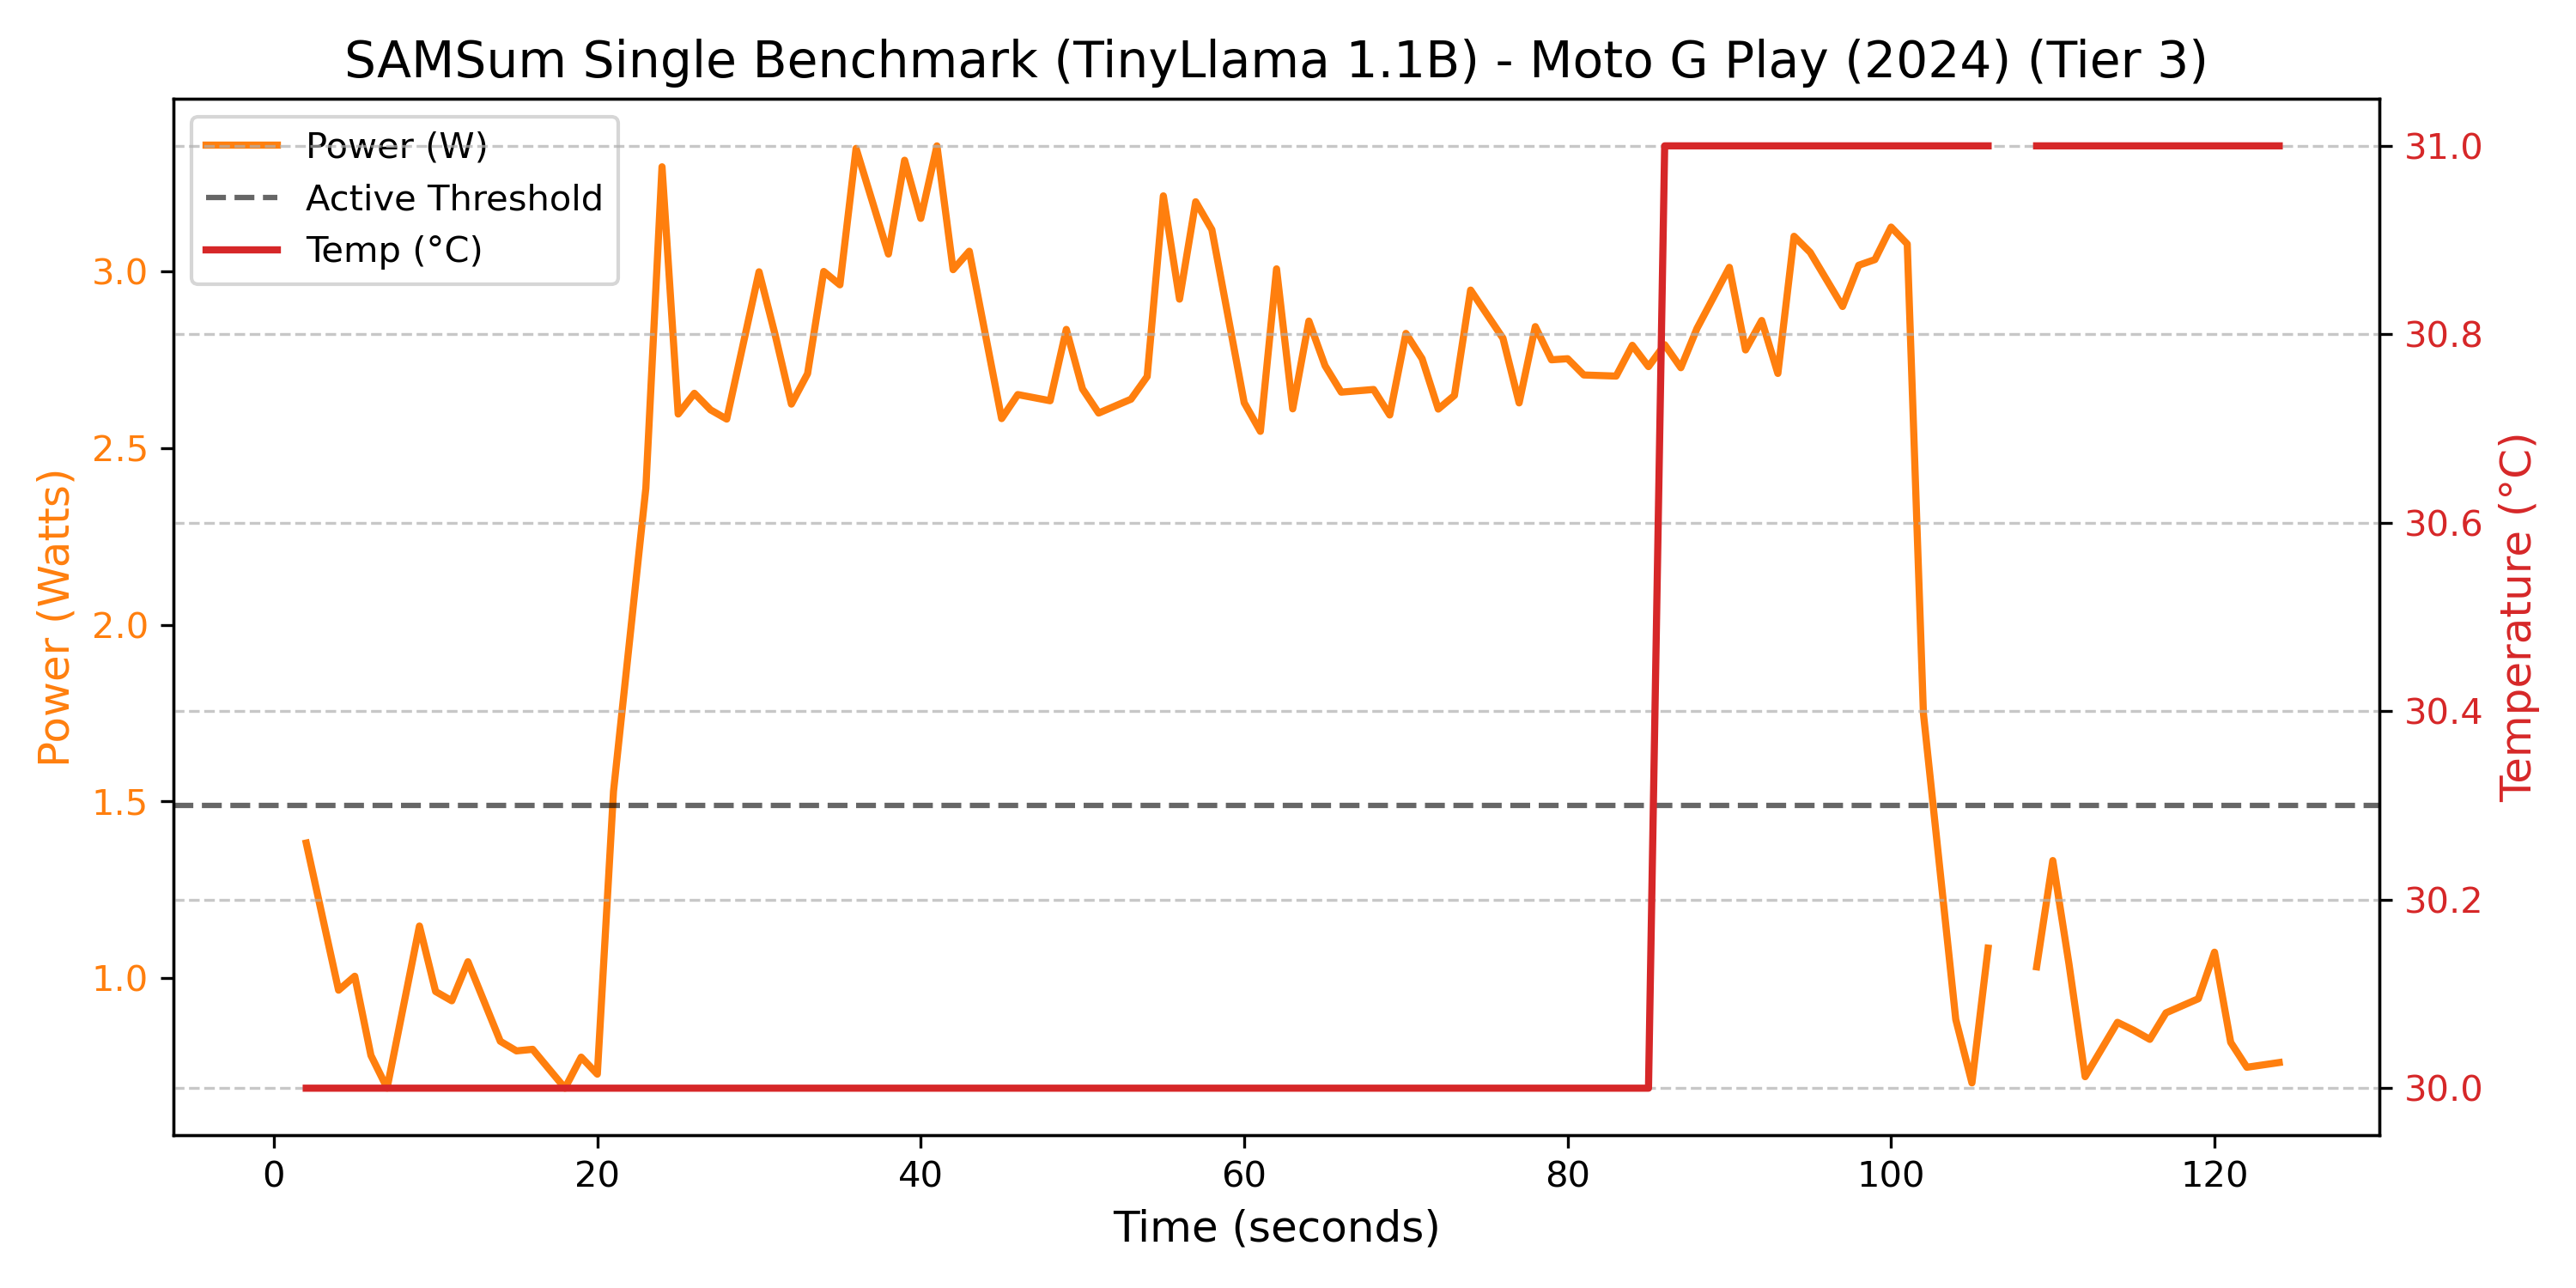 SAMSum Single Benchmark (TinyLlama 1.1B) - Moto G Play (2024) (Tier 3)
Power (W)
Active Threshold
Temp (°C)
Power (Watts)
3.0
2.5
2.0
1.5
1.0
31.0
30.8
30.6
30.4
30.2
30.0
Temperature (°C)
0
20
40
60
80
100
120
Time (seconds)